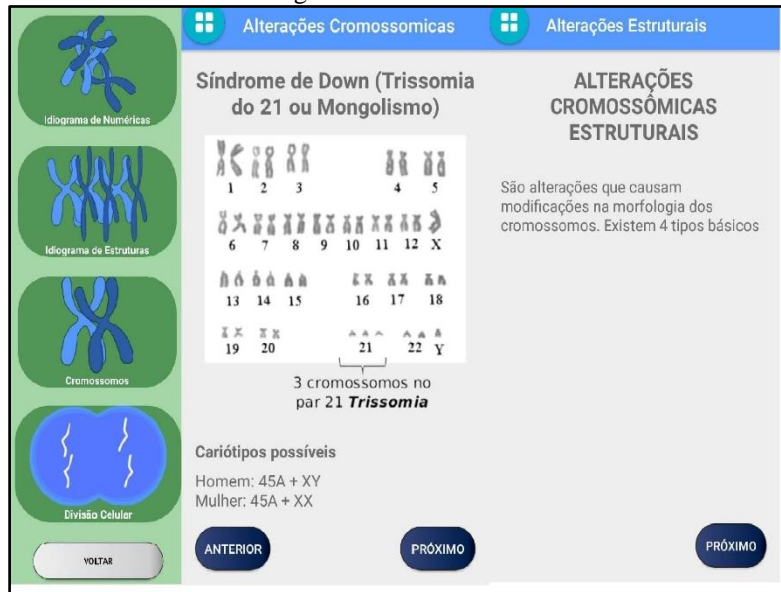 Idiograma de Numéricas
Idiograma de Estruturas
Cromossomos
Divisão Celular
VOLTAR
Alterações Cromossomicas
Síndrome de Down (Trissomia
do 21 ou Mongolismo)
1 2 3 4 5
6 7 8 9 10 11 12 X
13 14 15 16 17 18
19 20 21 22 Y
3 cromossomos no
par 21 Trissomia
Cariótipos possíveis
Homem: 45A + XY
Mulher: 45A + XX
ANTERIOR
PRÓXIMO
Alterações Estruturais
ALTERAÇÕES
CROMOSSÔMICAS
ESTRUTURAIS
São alterações que causam
modificações na morfologia dos
cromossomos. Existem 4 tipos básicos
PRÓXIMO